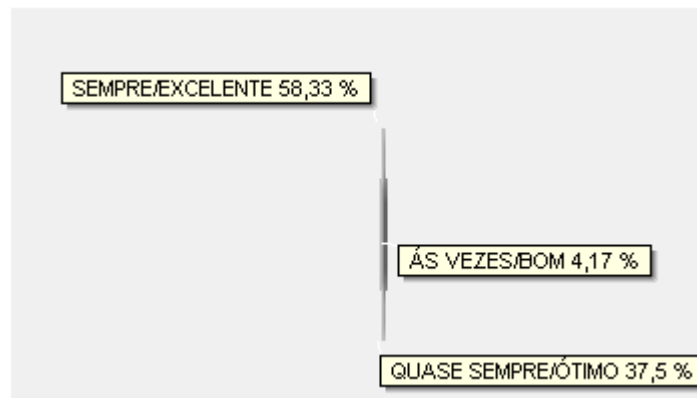 SEMPRE/EXCELENTE 58,33 %
ÁS VEZES/BOM 4,17 %
QUASE SEMPRE/ÓTIMO 37,5 %